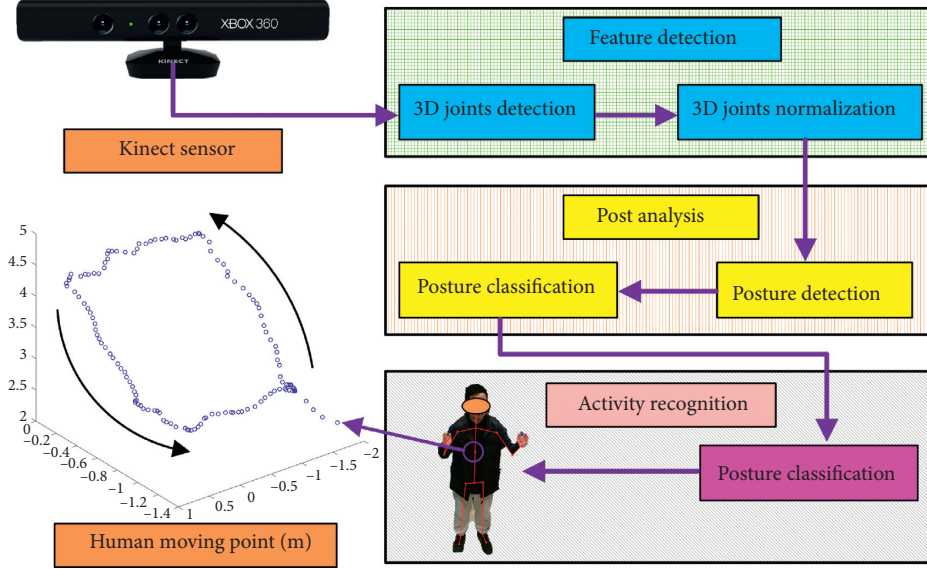 XBOX 360
KINECT
Kinect sensor
Feature detection
3D joints detection
3D joints normalization
Post analysis
Posture classification
Posture detection
Activity recognition
Posture classification
5
4.5
4
3.5
3
2.5
2
0
−0.2
−0.4
−0.6
−0.8
−1
−1.2
−1.4
1
0.5
0
−0.5
−1
−1.5
−2
Human moving point (m)